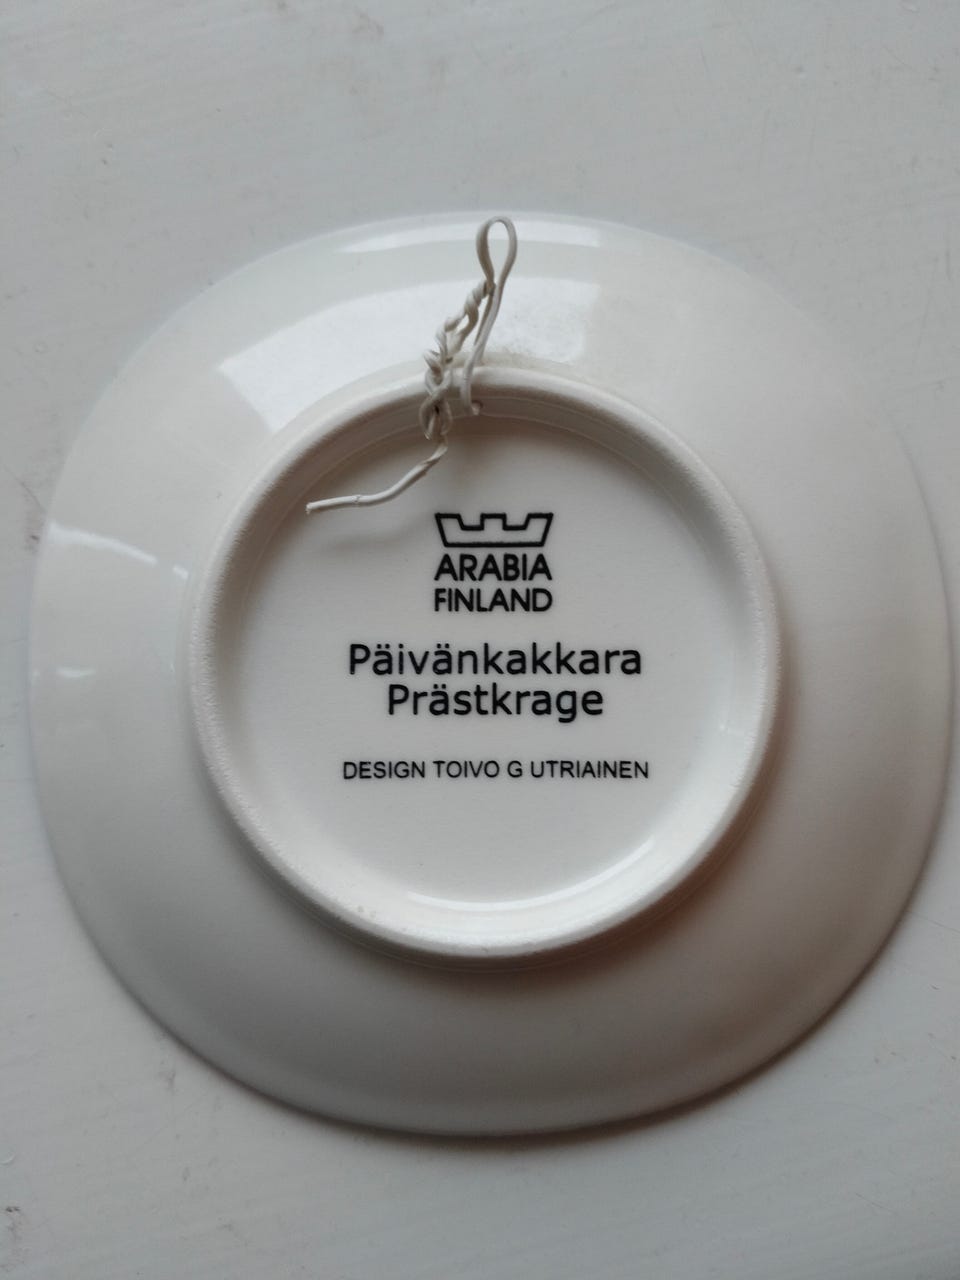 ARABIA
FINLAND
Päivänkakkara
Prästkrage
DESIGN TOIVO G UTRIAINEN